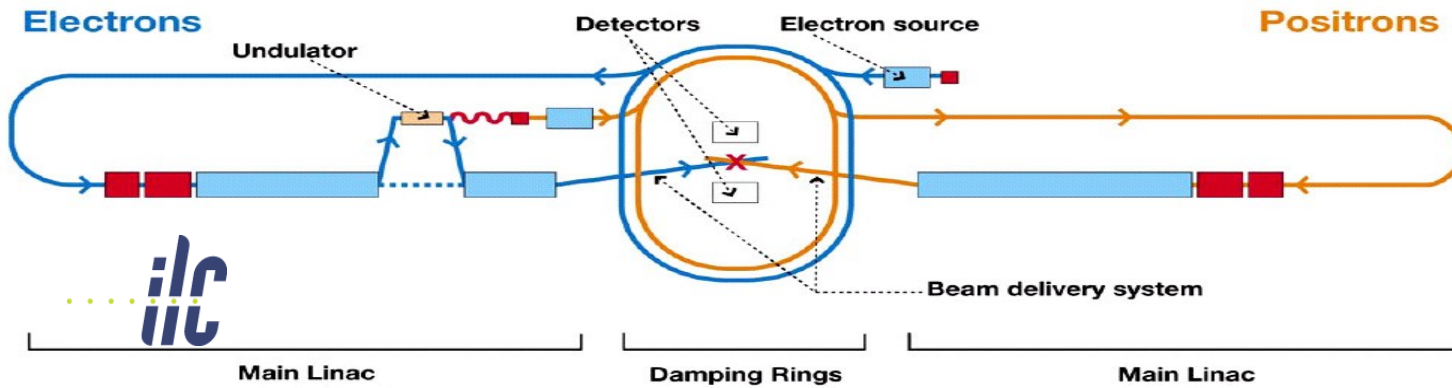 Electrons
Detectors
Electron source
Positrons
Undulator
X
ilc
Beam delivery system
Main Linac
Damping Rings
Main Linac